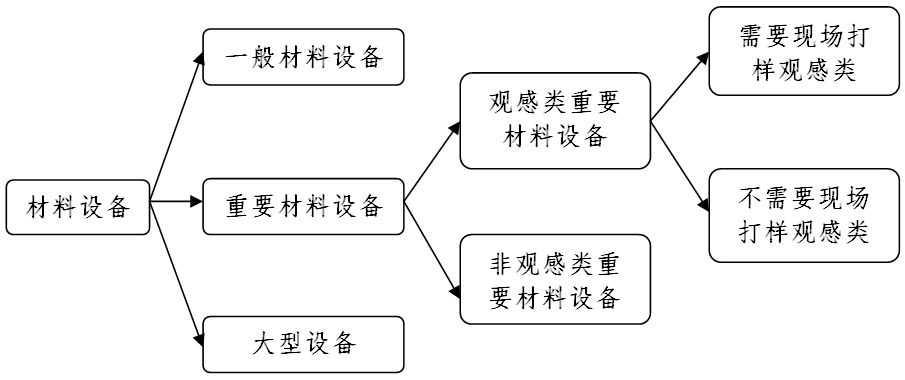 材料设备
一般材料设备
重要材料设备
大型设备
观感类重要
材料设备
非观感类重
要材料设备
需要现场打
样观感类
不需要现场
打样观感类